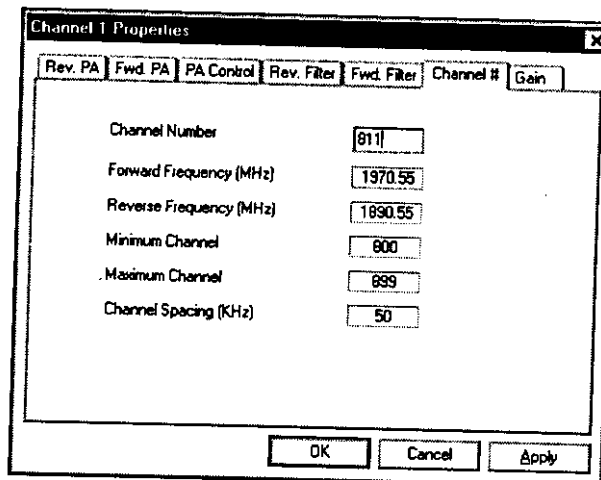 Channel 1 Properties
Rev. PA Fwd. PA PA Control Rev. Filter Fwd. Filter Channel # Gain
Channel Number 811
Forward Frequency (MHz) 1970.55
Reverse Frequency (MHz) 1890.55
Minimum Channel 800
Maximum Channel 899
Channel Spacing (KHz) 50
OK Cancel Apply